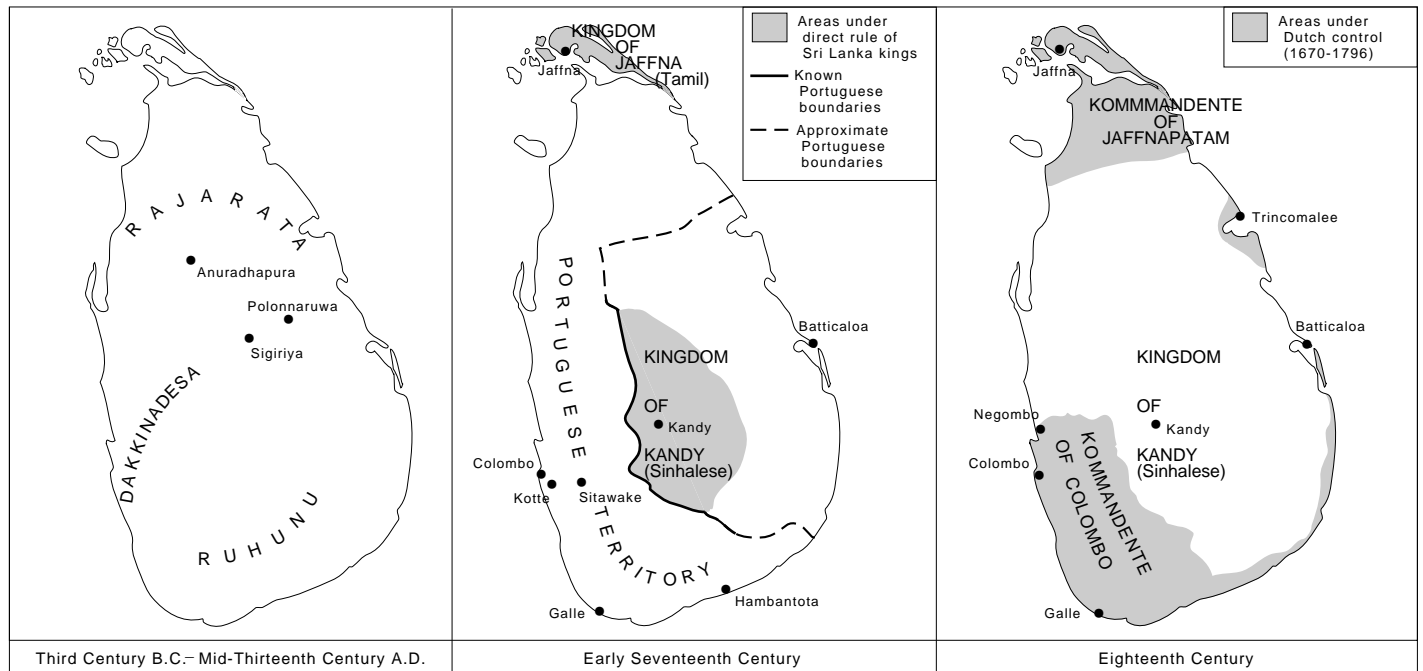 RAJARATA
Anuradhapura
Polonnaruwa
Sigiriya
DAKKINADESA
RUHUNU
Third Century B.C.– Mid-Thirteenth Century A.D.
Areas under
direct rule of
Sri Lanka kings
Known
Portuguese
boundaries
Approximate
Portuguese
boundaries
KINGDOM
OF
JAFFNA
(Tamil)
Jaffna
PORTUGUESE TERRITORY
Batticaloa
KINGDOM
OF
Kandy
KANDY
(Sinhalese)
Colombo
Kotte
Sitawake
Galle
Hambantota
Early Seventeenth Century
Areas under
Dutch control
(1670-1796)
Jaffna
KOMMMANDENTE
OF
JAFFNAPATAM
Trincomalee
Batticaloa
KINGDOM
OF
Kandy
KANDY
(Sinhalese)
Negombo
Colombo
KOMMANDENTE
OF COLOMBO
Galle
Eighteenth Century